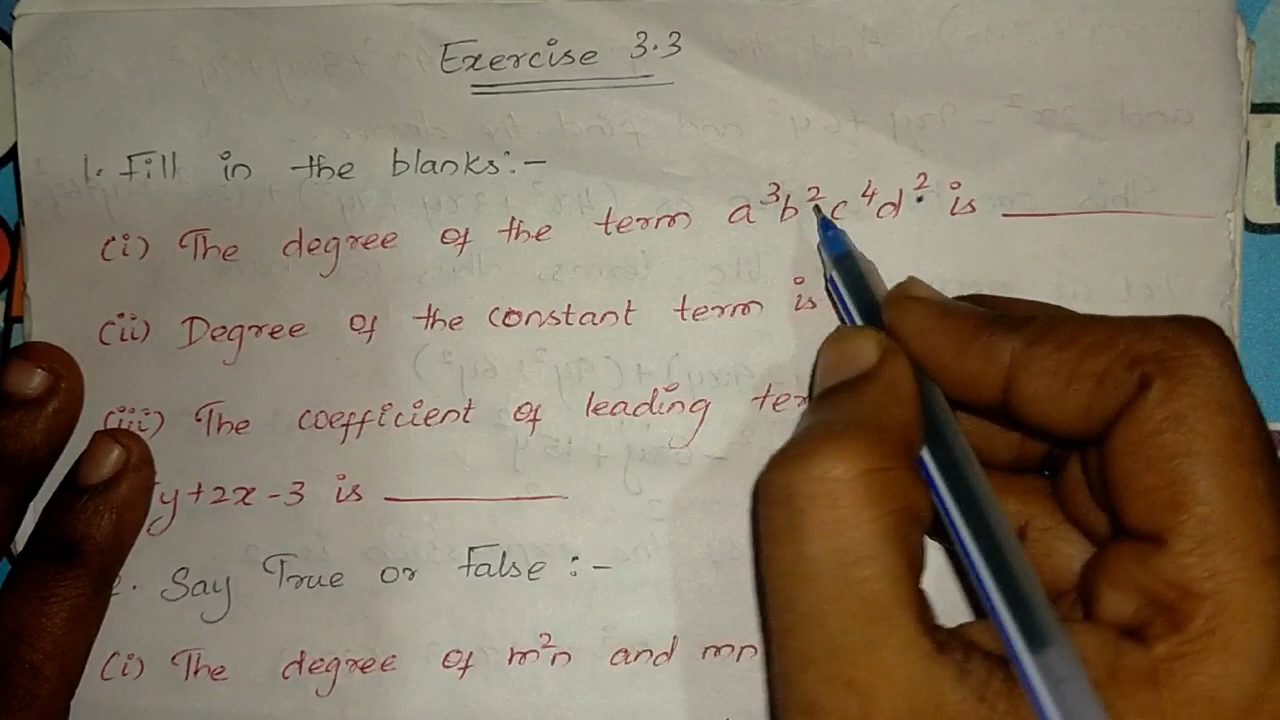 Exercise 3.3
1. Fill in the blanks:-
(i) The degree of the term a³b²c⁴d² is ______
(ii) Degree of the constant term is
(iii) The coefficient of leading
y+2x-3 is ______
2. Say True or False :-
(i) The degree of m²n and mn